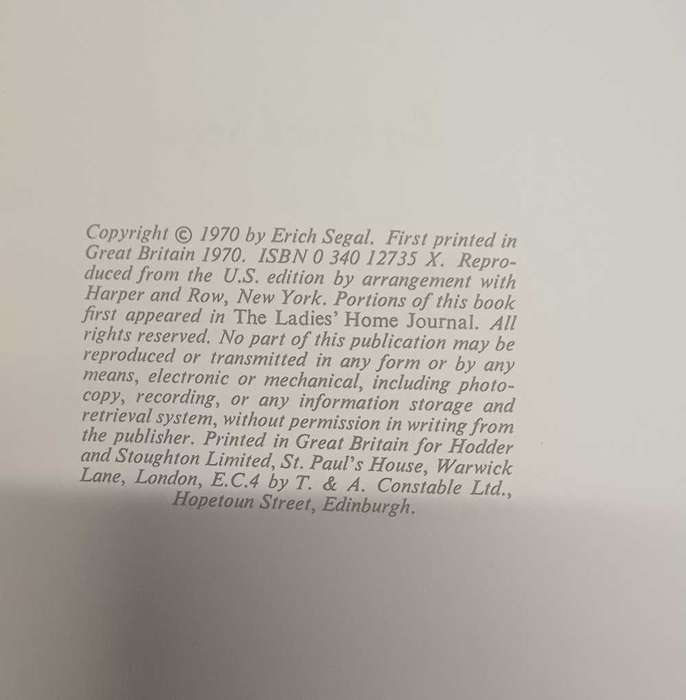 Copyright © 1970 by Erich Segal. First printed in
Great Britain 1970. ISBN 0 340 12735 X. Repro-
duced from the U.S. edition by arrangement with
Harper and Row, New York. Portions of this book
first appeared in The Ladies' Home Journal. All
rights reserved. No part of this publication may be
reproduced or transmitted in any form or by any
means, electronic or mechanical, including photo-
copy, recording, or any information storage and
retrieval system, without permission in writing from
the publisher. Printed in Great Britain for Hodder
and Stoughton Limited, St. Paul's House, Warwick
Lane, London, E.C.4 by T. & A. Constable Ltd.,
Hopetoun Street, Edinburgh.